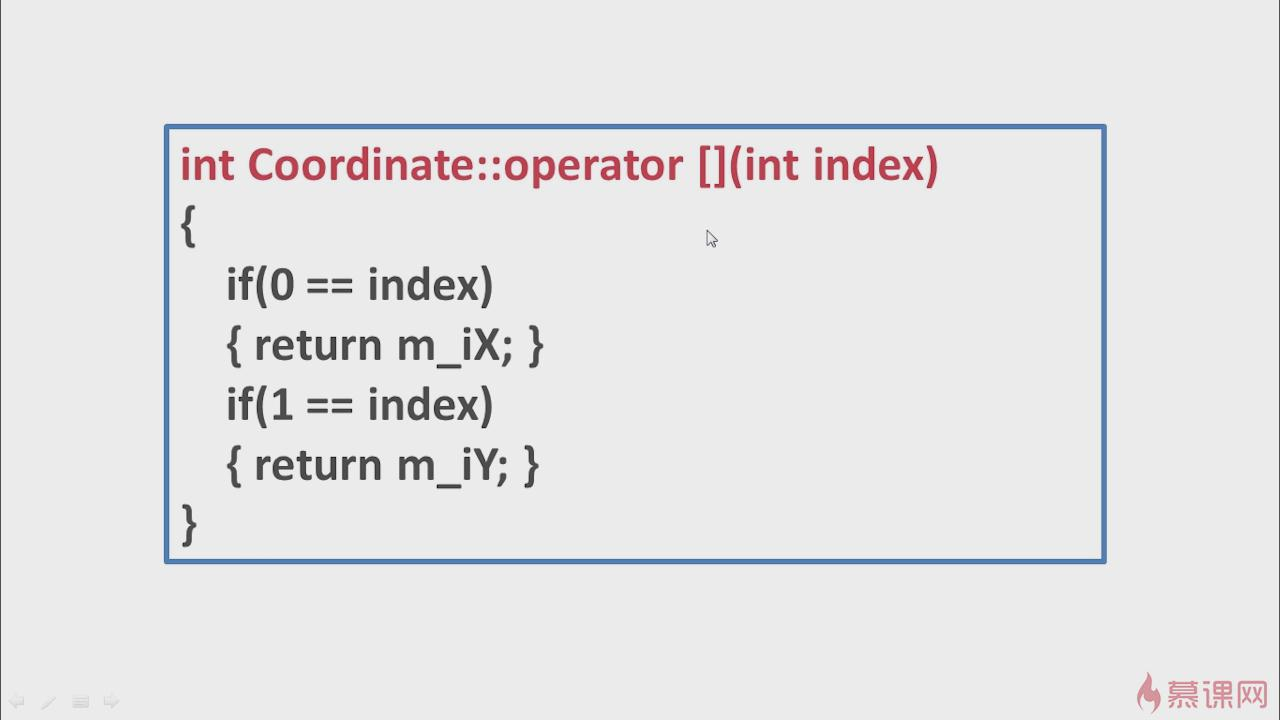 int Coordinate::operator [](int index)
{
if(0 == index)
{ return m_iX; }
if(1 == index)
{ return m_iY; }
}
慕课网